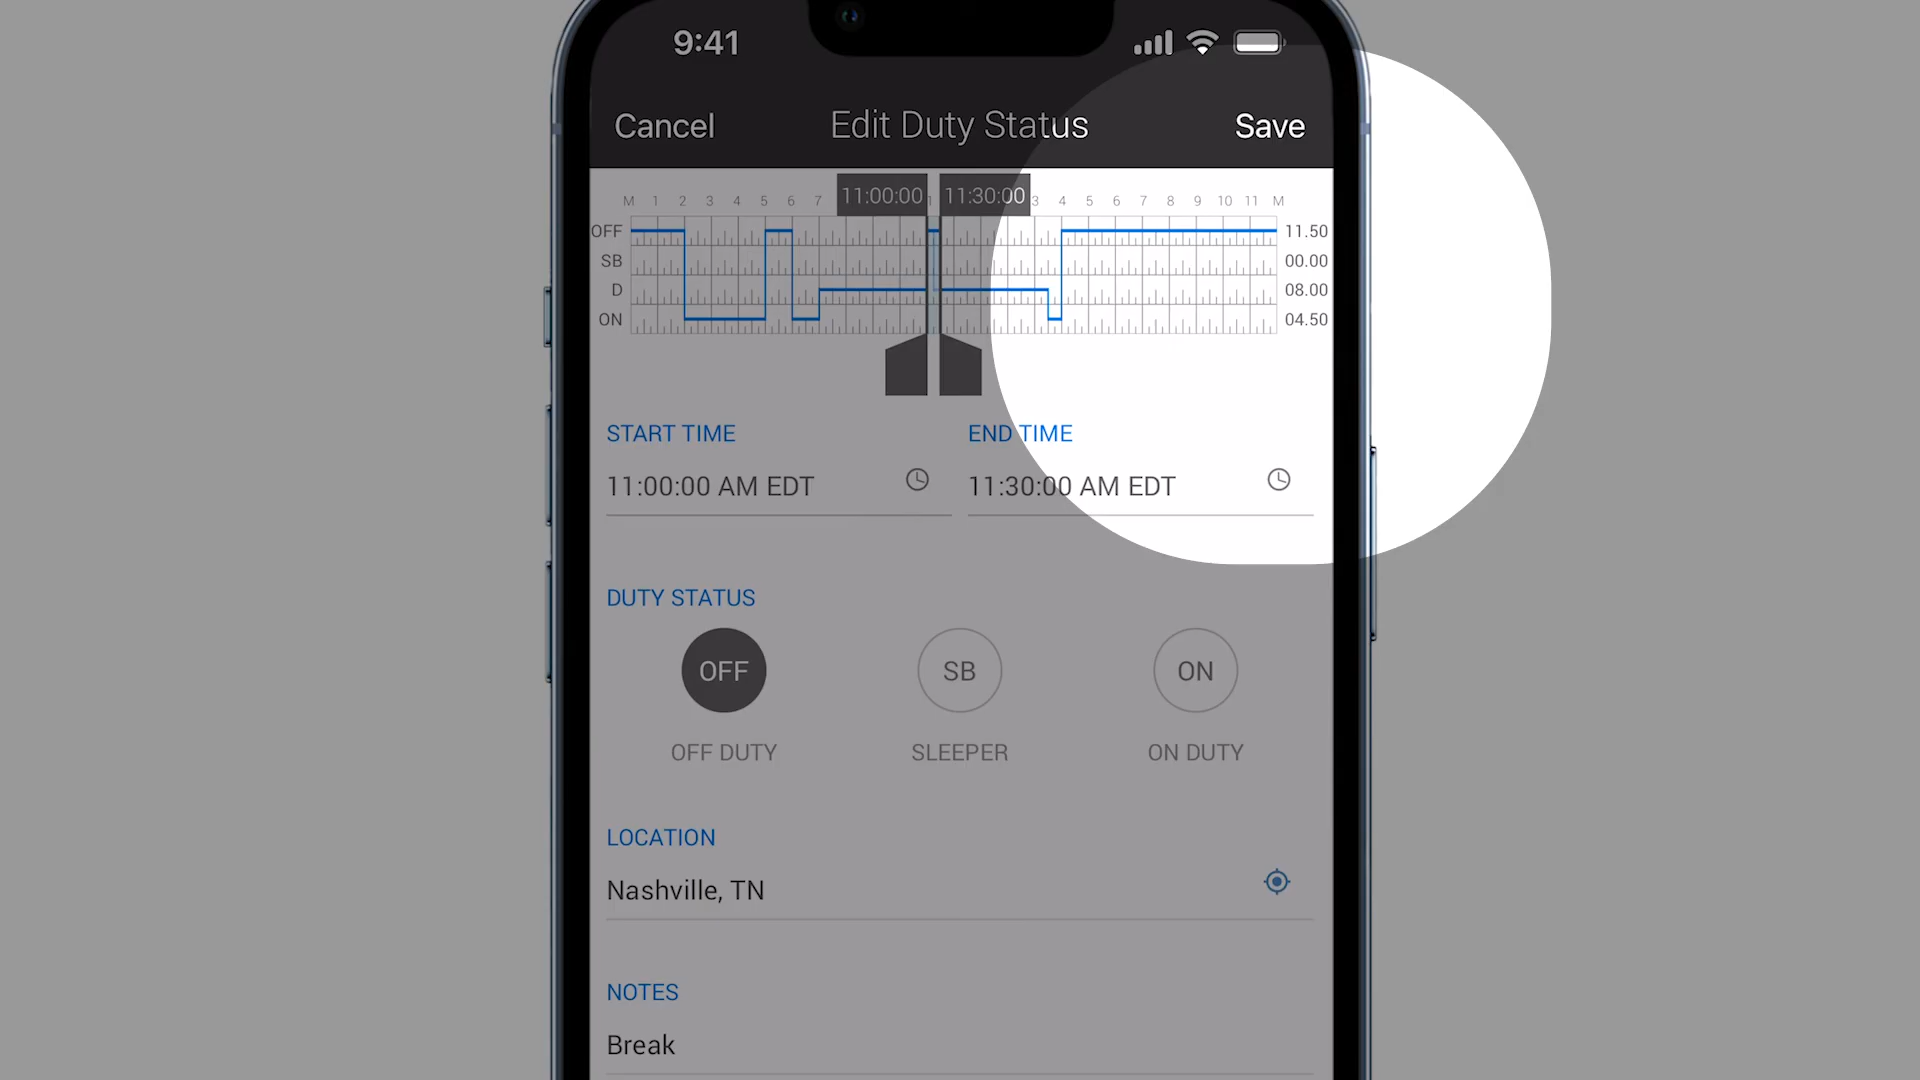 9:41
Cancel Edit Duty Status Save
11:00:00 11:30:00
M 1 2 3 4 5 6 7 1 3 4 5 6 7 8 9 10 11 M
OFF 11.50
SB 00.00
D 08.00
ON 04.50
START TIME END TIME
11:00:00 AM EDT 11:30:00 AM EDT
DUTY STATUS
OFF SB ON
OFF DUTY SLEEPER ON DUTY
LOCATION
Nashville, TN
NOTES
Break